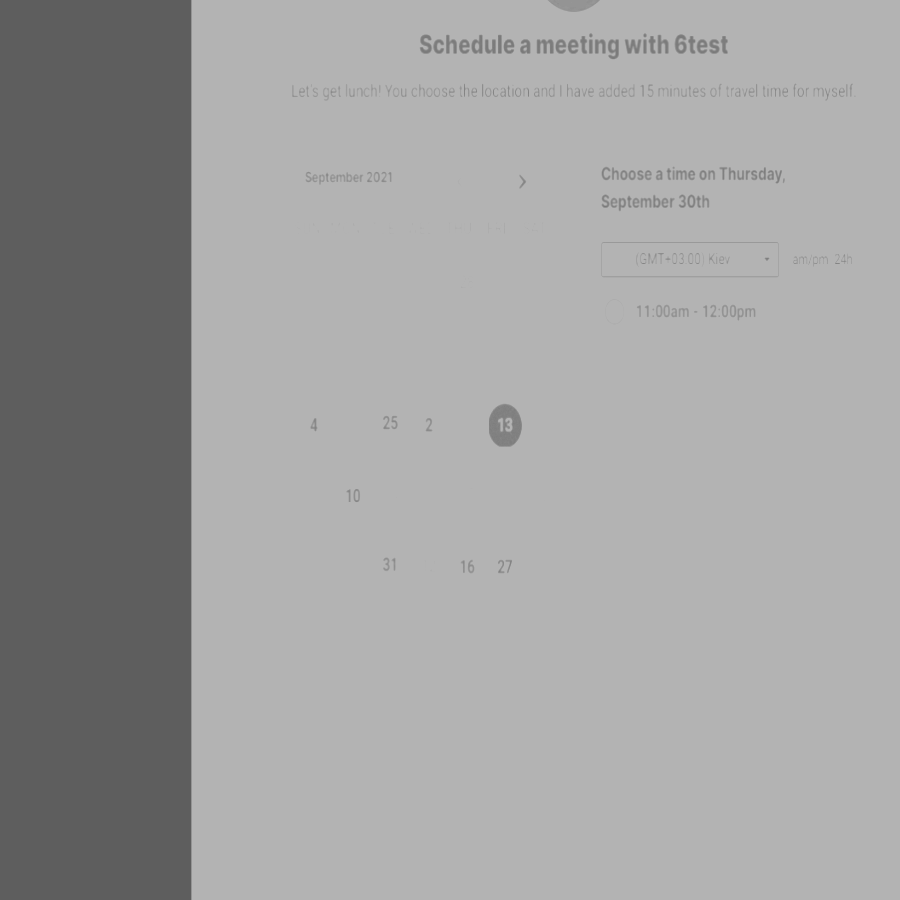 Schedule a meeting with 6test
Let's get lunch! You choose the location and I have added 15 minutes of travel time for myself.
September 2021
Choose a time on Thursday,
September 30th
(GMT+03:00) Kiev
am/pm 24h
11:00am - 12:00pm
4 25 2 13
10
31 16 27